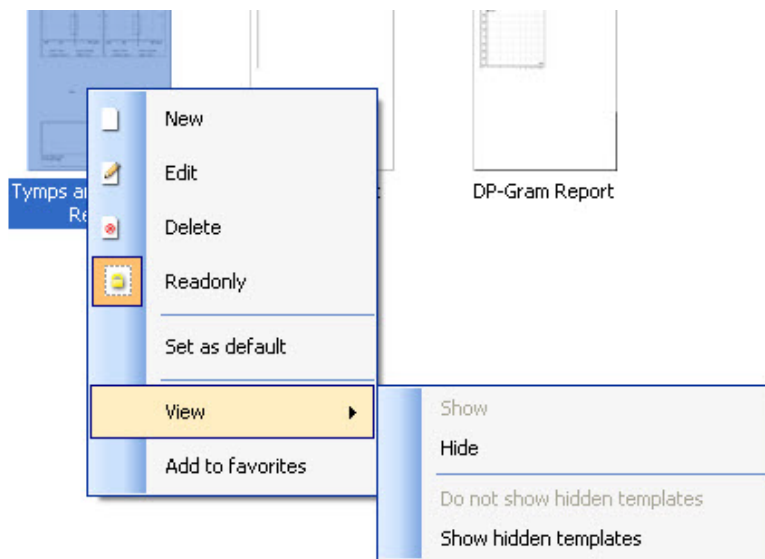 New
Edit
Tymps a
DP-Gram Report
Re
Delete
Readonly
Set as default
View
Show
Hide
Add to favorites
Do not show hidden templates
Show hidden templates